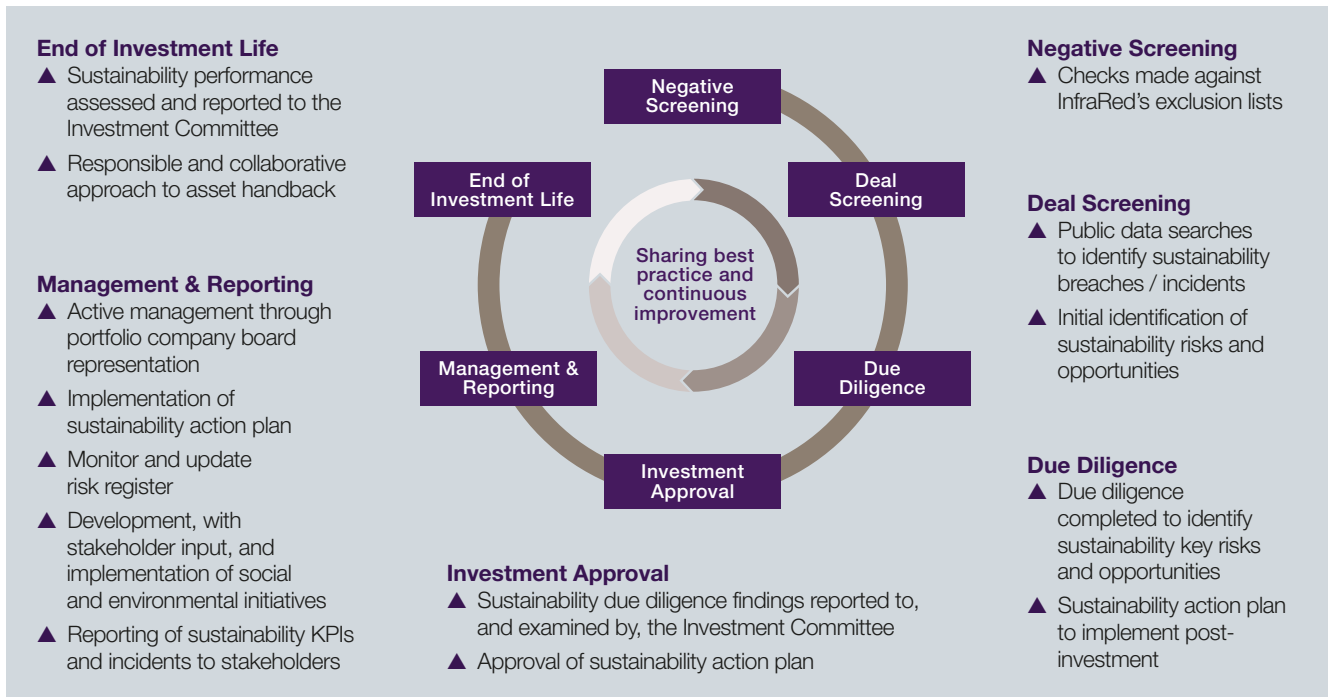 End of Investment Life
▲ Sustainability performance
assessed and reported to the
Investment Committee
▲ Responsible and collaborative
approach to asset handback
Management & Reporting
▲ Active management through
portfolio company board
representation
▲ Implementation of
sustainability action plan
▲ Monitor and update
risk register
▲ Development, with
stakeholder input, and
implementation of social
and environmental initiatives
▲ Reporting of sustainability KPIs
and incidents to stakeholders
Negative
Screening
Deal
Screening
Due
Diligence
Investment
Approval
Management &
Reporting
End of
Investment Life
Sharing best
practice and
continuous
improvement
Investment Approval
▲ Sustainability due diligence findings reported to,
and examined by, the Investment Committee
▲ Approval of sustainability action plan
Negative Screening
▲ Checks made against
InfraRed's exclusion lists
Deal Screening
▲ Public data searches
to identify sustainability
breaches / incidents
▲ Initial identification of
sustainability risks and
opportunities
Due Diligence
▲ Due diligence
completed to identify
sustainability key risks
and opportunities
▲ Sustainability action plan
to implement post-
investment